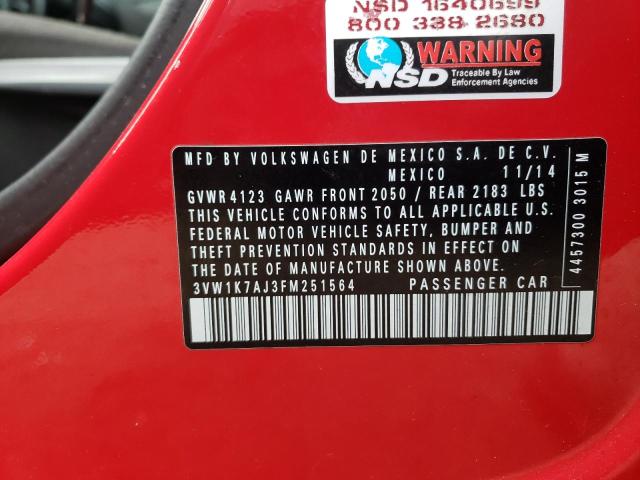 NSD 1640699
800 338 2680
WARNING
NSD
Traceable By Law
Enforcement Agencies
MFD BY VOLKSWAGEN DE MEXICO S.A. DE C.V.
MEXICO 11/14
GVWR 4123 GAWR FRONT 2050 / REAR 2183 LBS
THIS VEHICLE CONFORMS TO ALL APPLICABLE U.S.
FEDERAL MOTOR VEHICLE SAFETY, BUMPER AND
THEFT PREVENTION STANDARDS IN EFFECT ON
THE DATE OF MANUFACTURE SHOWN ABOVE.
3VW1K7AJ3FM251564 PASSENGER CAR
4457300 3015 M